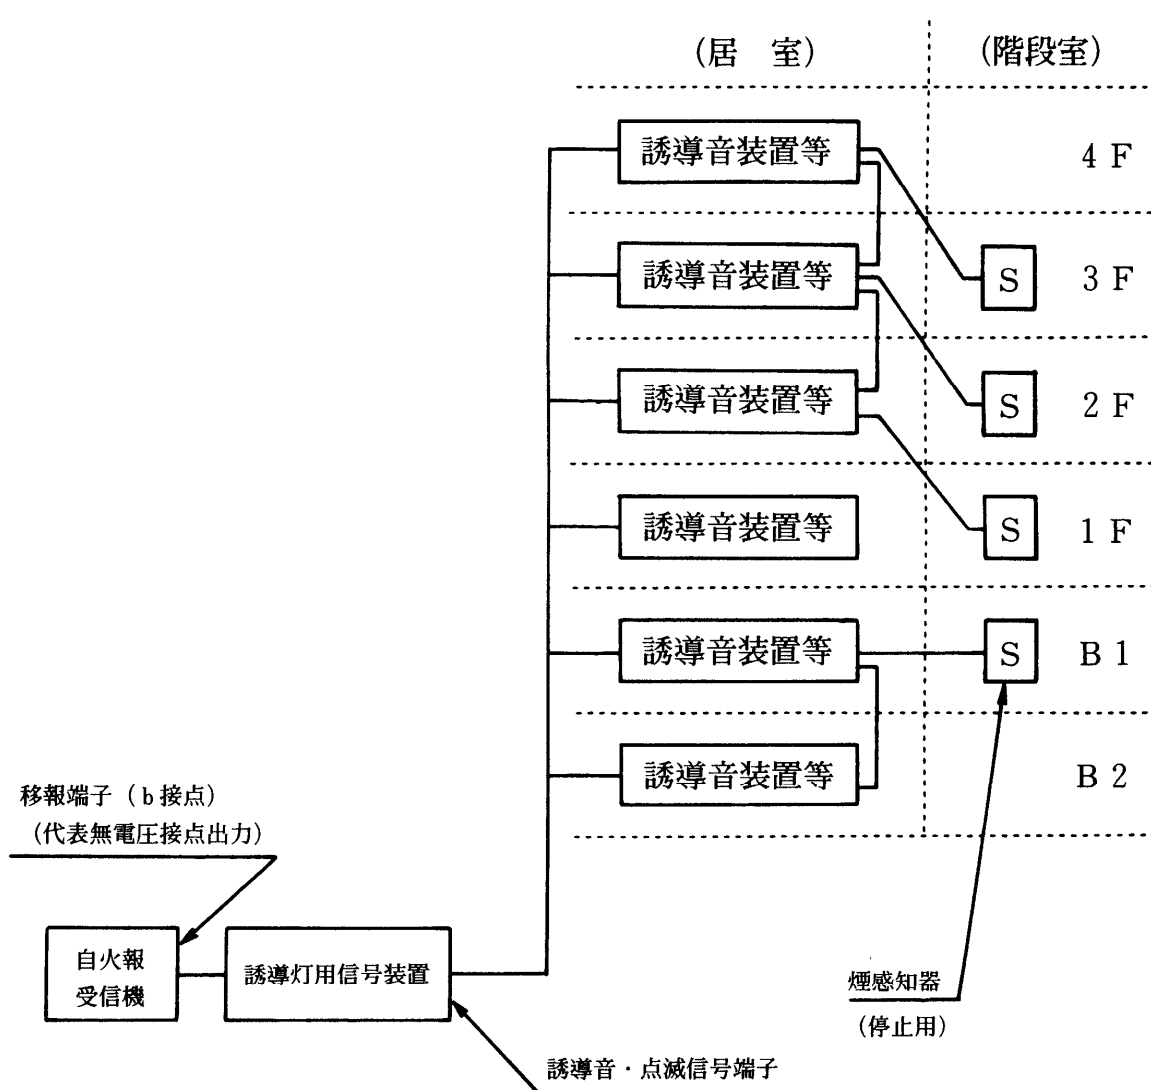 (居　室)　(階段室)
誘導音装置等　4 F
誘導音装置等　S　3 F
誘導音装置等　S　2 F
誘導音装置等　S　1 F
誘導音装置等　S　B 1
誘導音装置等　B 2
移報端子（b 接点）
（代表無電圧接点出力）
自火報
受信機
誘導灯用信号装置
煙感知器
（停止用）
誘導音・点滅信号端子